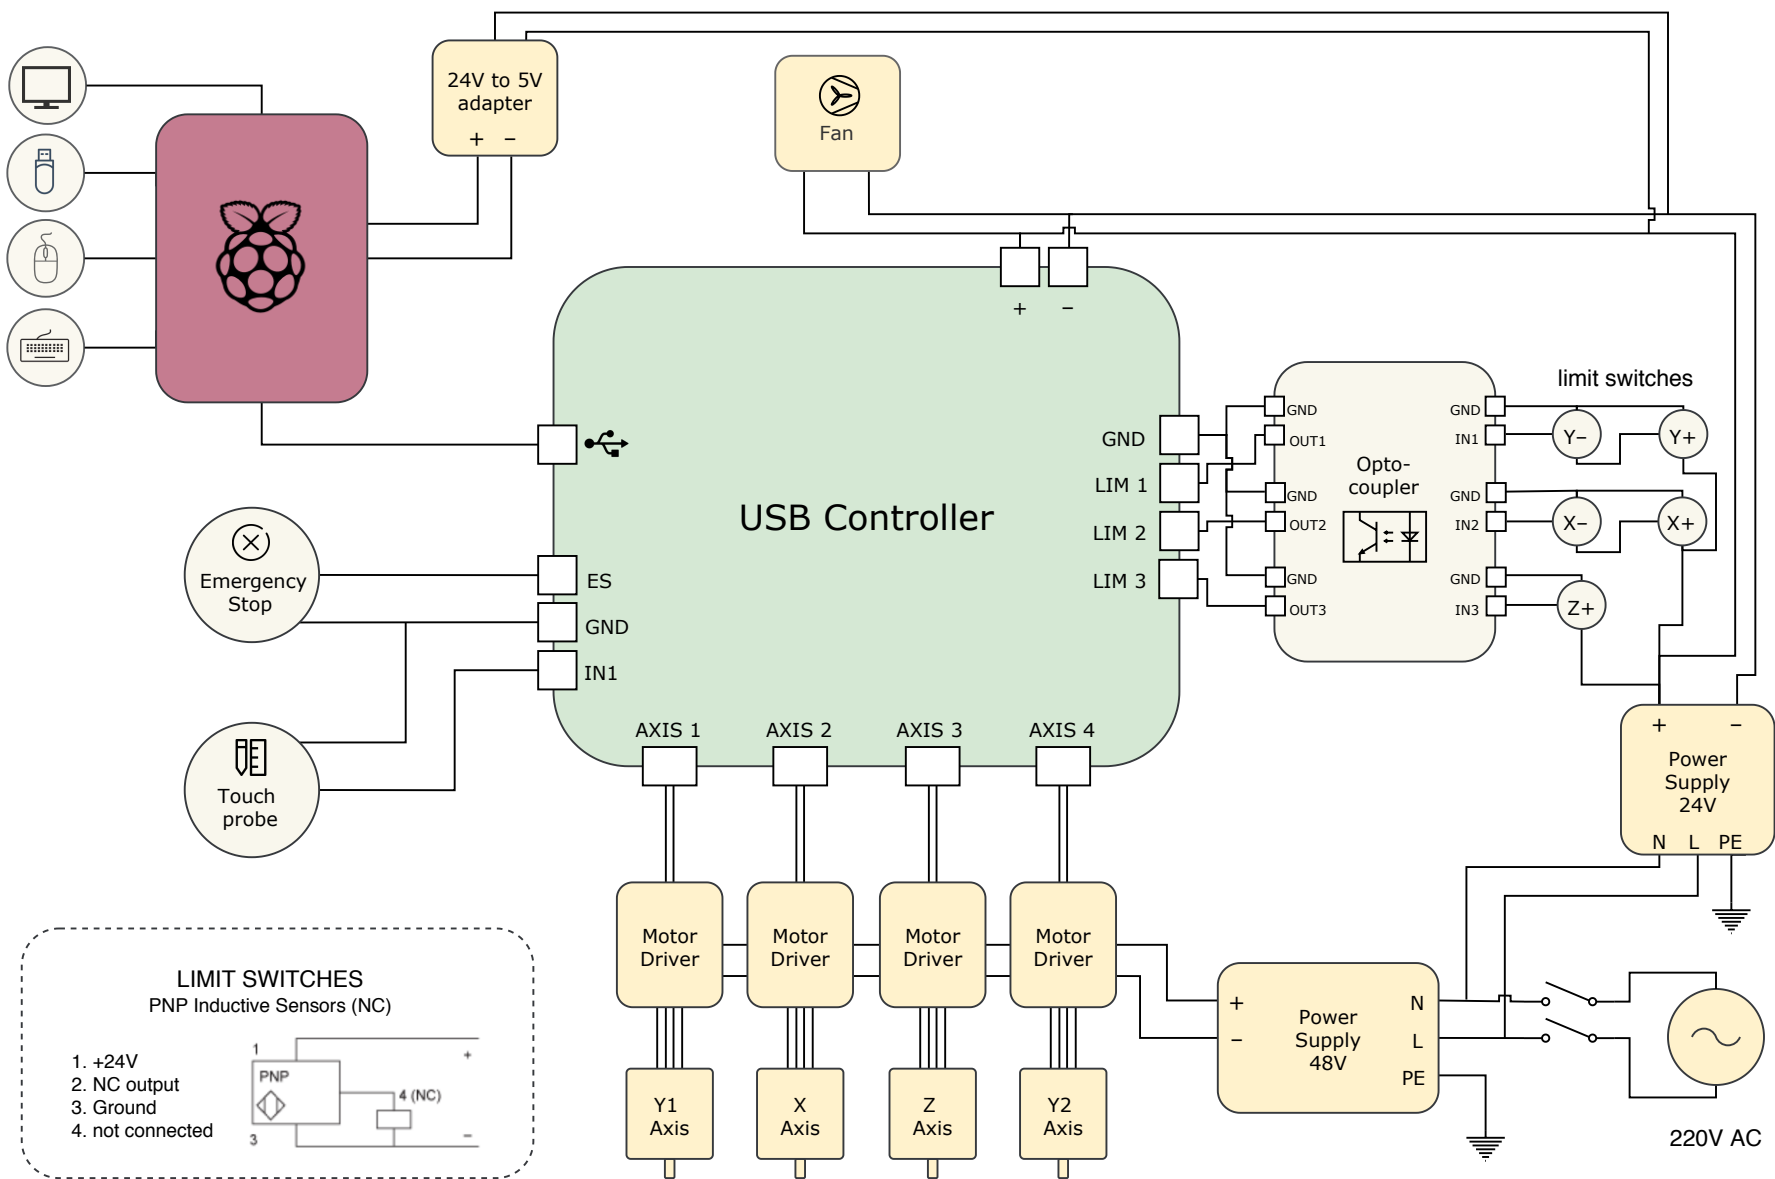 24V to 5V
adapter
+ −
Fan
+ −
USB Controller
GND
LIM 1
LIM 2
LIM 3
ES
GND
IN1
AXIS 1
AXIS 2
AXIS 3
AXIS 4
Emergency
Stop
Touch
probe
Opto-
coupler
GND
OUT1
GND
OUT2
GND
OUT3
GND
IN1
GND
IN2
GND
IN3
limit switches
Y−
Y+
X−
X+
Z+
+ −
Power
Supply
24V
N L PE
Motor
Driver
Motor
Driver
Motor
Driver
Motor
Driver
Y1
Axis
X
Axis
Z
Axis
Y2
Axis
+
−
Power
Supply
48V
N
L
PE
220V AC
LIMIT SWITCHES
PNP Inductive Sensors (NC)
1. +24V
2. NC output
3. Ground
4. not connected
1
+
PNP
4 (NC)
3
−